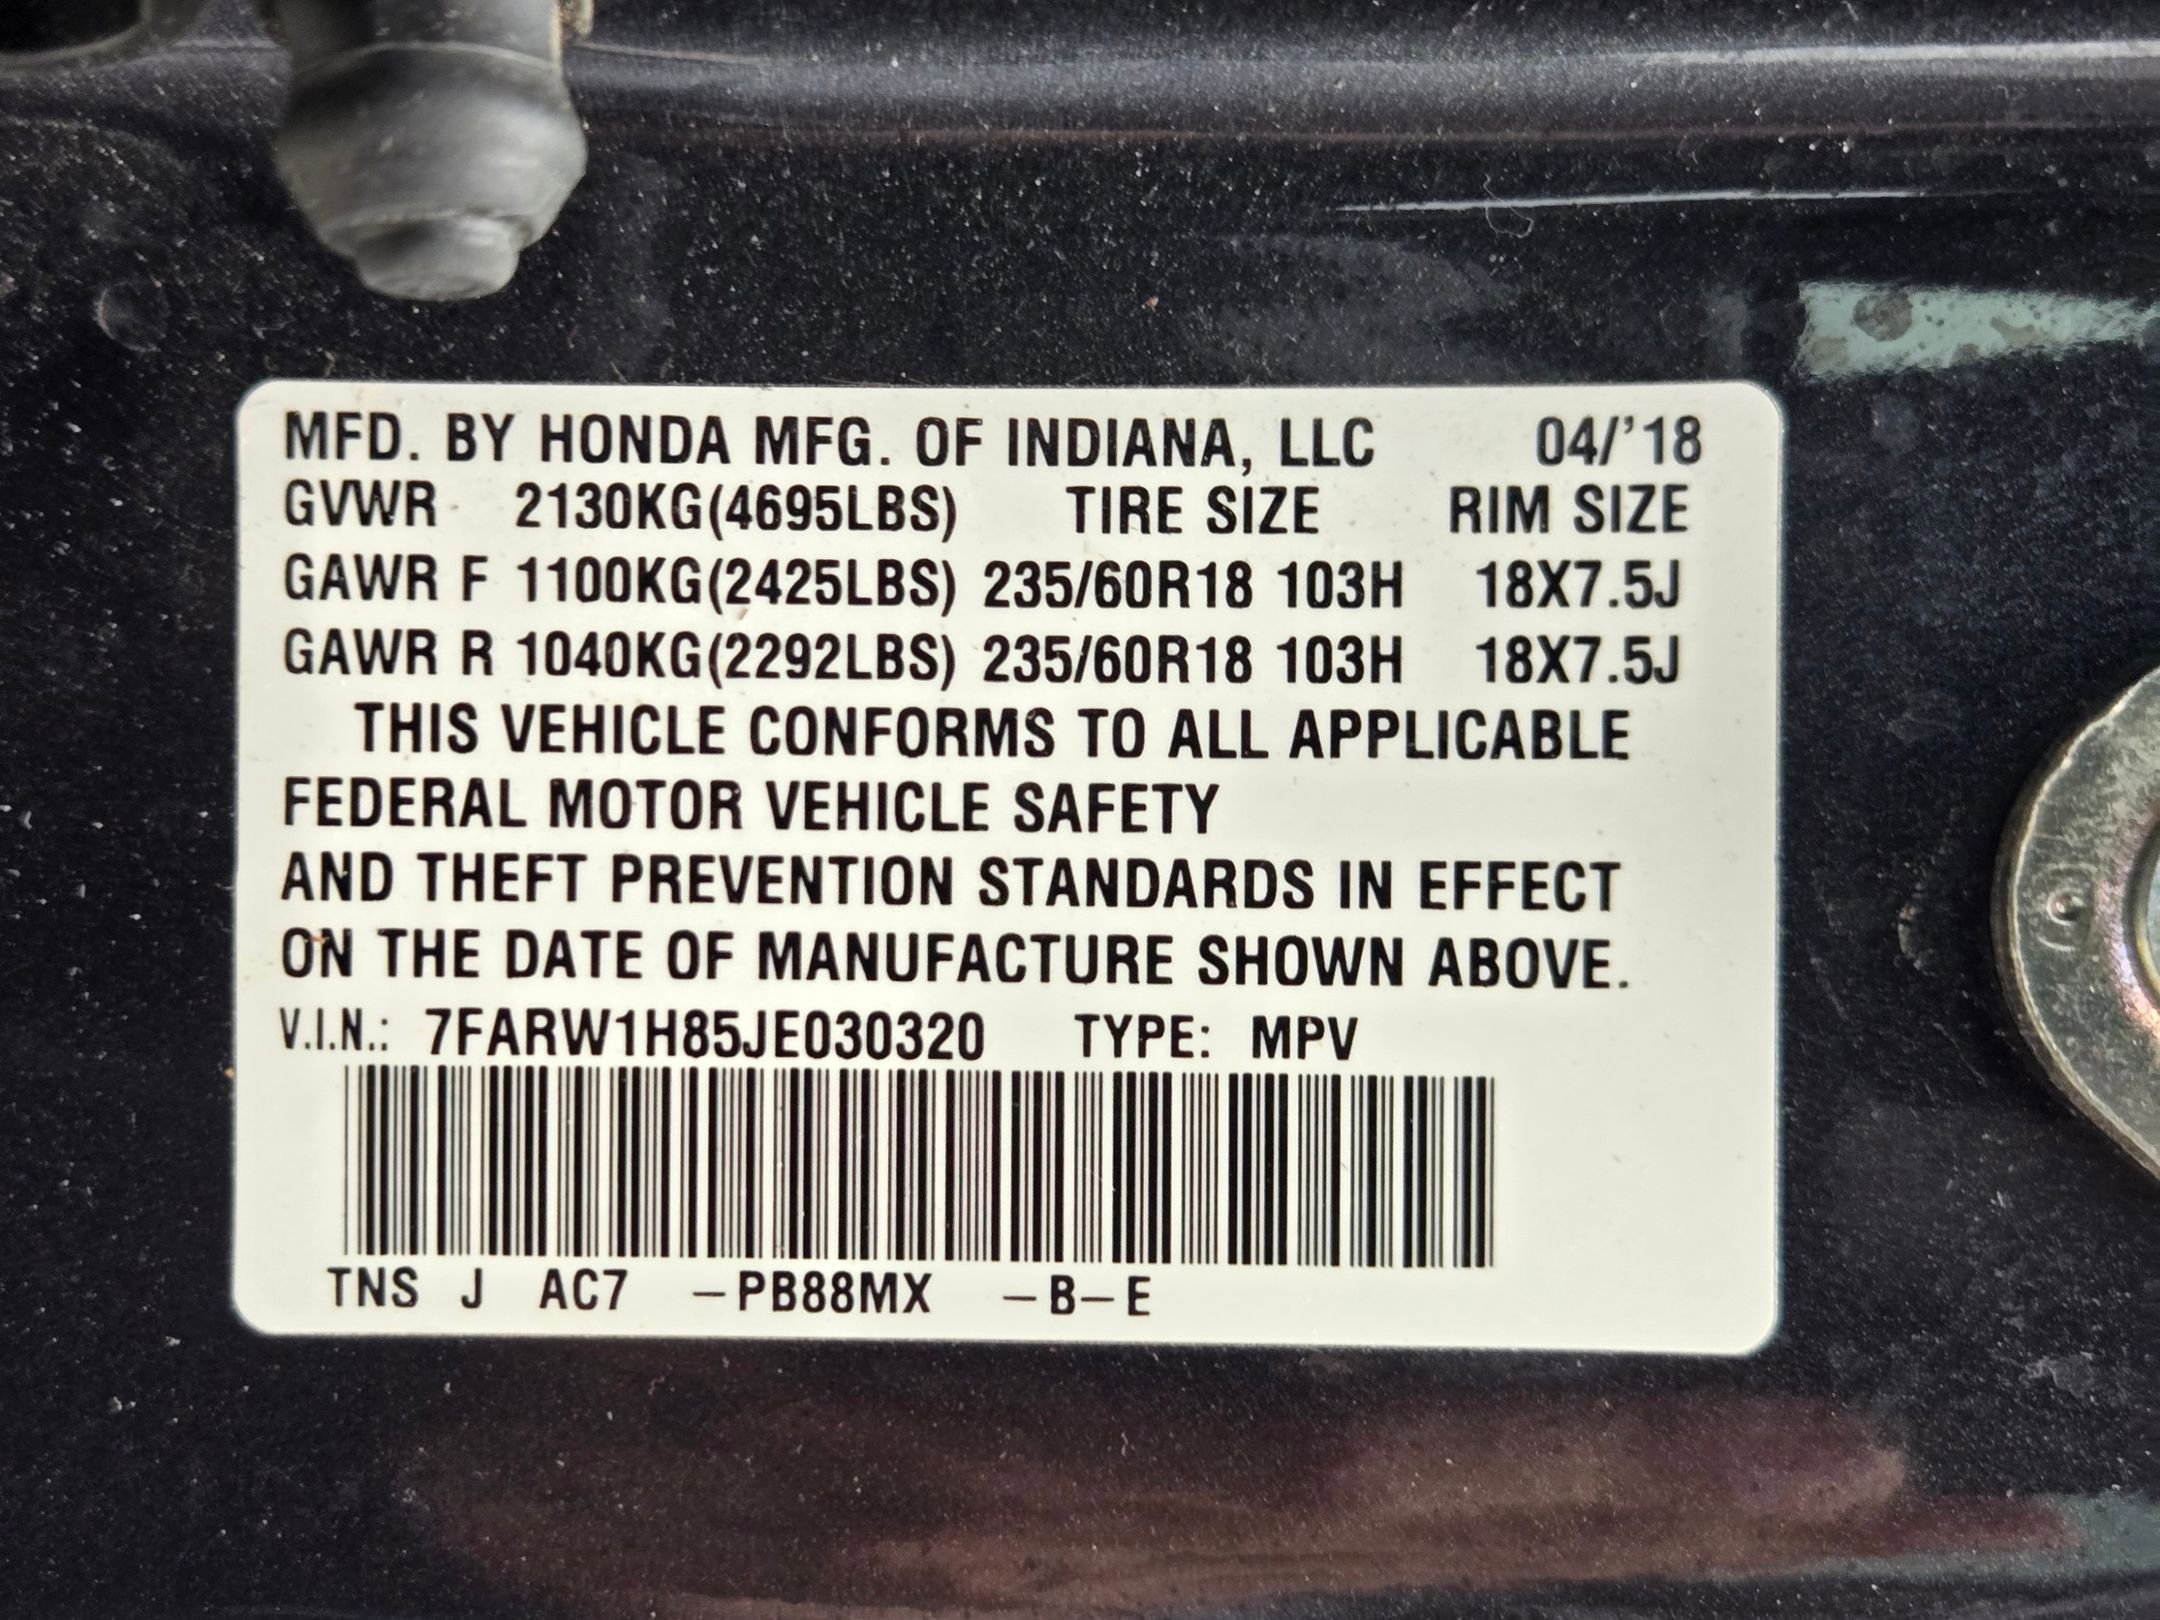 MFD. BY HONDA MFG. OF INDIANA, LLC 04/'18
GVWR 2130KG(4695LBS) TIRE SIZE RIM SIZE
GAWR F 1100KG(2425LBS) 235/60R18 103H 18X7.5J
GAWR R 1040KG(2292LBS) 235/60R18 103H 18X7.5J
THIS VEHICLE CONFORMS TO ALL APPLICABLE
FEDERAL MOTOR VEHICLE SAFETY
AND THEFT PREVENTION STANDARDS IN EFFECT
ON THE DATE OF MANUFACTURE SHOWN ABOVE.
V.I.N.: 7FARW1H85JE030320 TYPE: MPV
TNS J AC7 –PB88MX –B–E